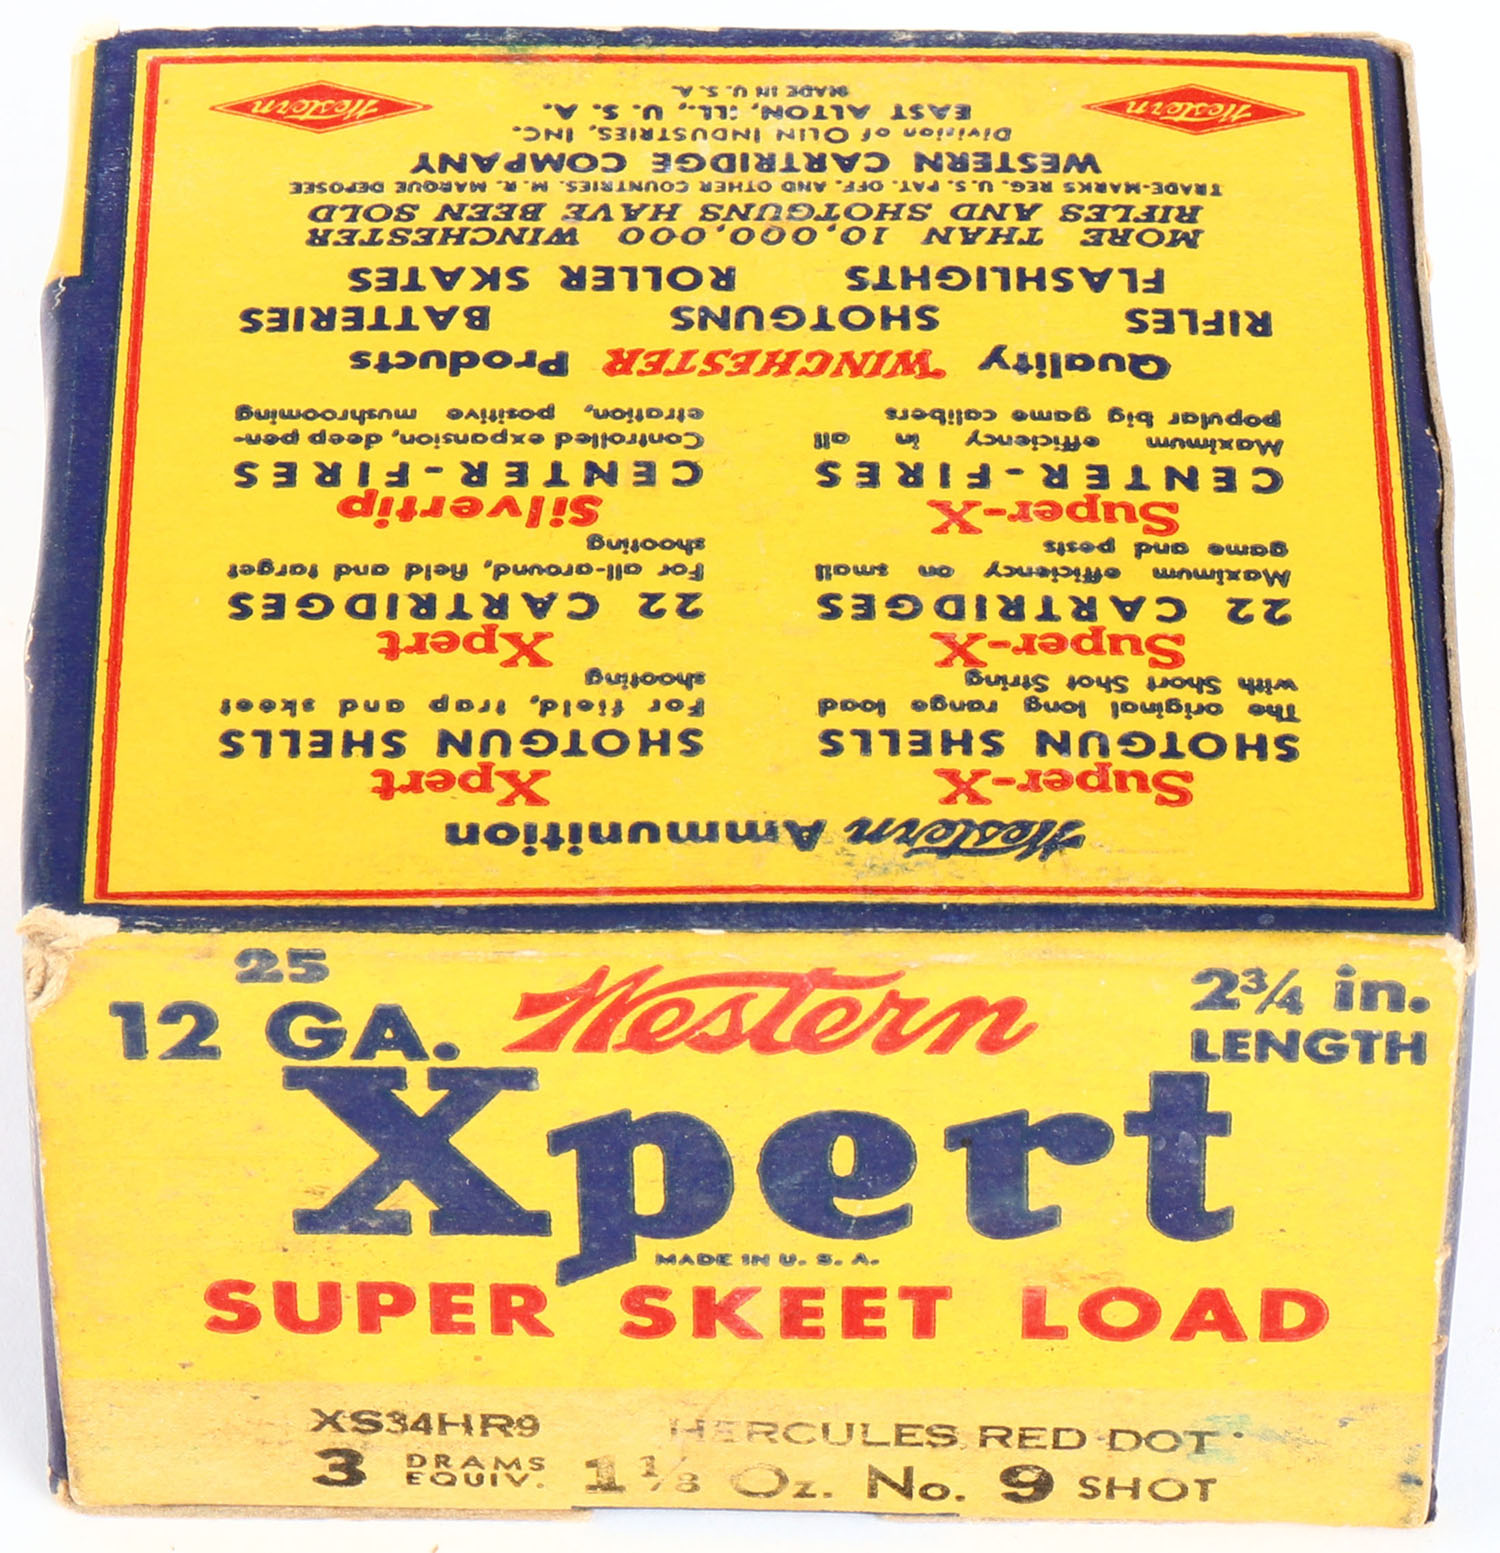 Western Ammunition
Super-X Xpert
SHOTGUN SHELLS SHOTGUN SHELLS
The original long range load For field, trap and skeet
with Short Shot String shooting
Super-X Xpert
22 CARTRIDGES 22 CARTRIDGES
Maximum efficiency on small For all-around, field and target
game and pests shooting
Super-X Silvertip
CENTER-FIRES CENTER-FIRES
Maximum efficiency in all Controlled expansion, deep pen-
popular big game calibers etration, positive mushrooming
Quality WINCHESTER Products
RIFLES SHOTGUNS BATTERIES
FLASHLIGHTS ROLLER SKATES
MORE THAN 10,000,000 WINCHESTER
RIFLES AND SHOTGUNS HAVE BEEN SOLD
TRADE-MARKS REG. U.S. PAT. OFF. AND OTHER COUNTRIES. M. R. MARQUE DEPOSEE
WESTERN CARTRIDGE COMPANY
Division of OLIN INDUSTRIES, INC.
EAST ALTON, ILL., U. S. A.
MADE IN U. S. A.
Western Western
25
12 GA. Western 2¾ in.
LENGTH
Xpert
MADE IN U. S. A.
SUPER SKEET LOAD
XS34HR9 HERCULES RED DOT
3 DRAMS EQUIV. 1 1/8 Oz. No. 9 SHOT